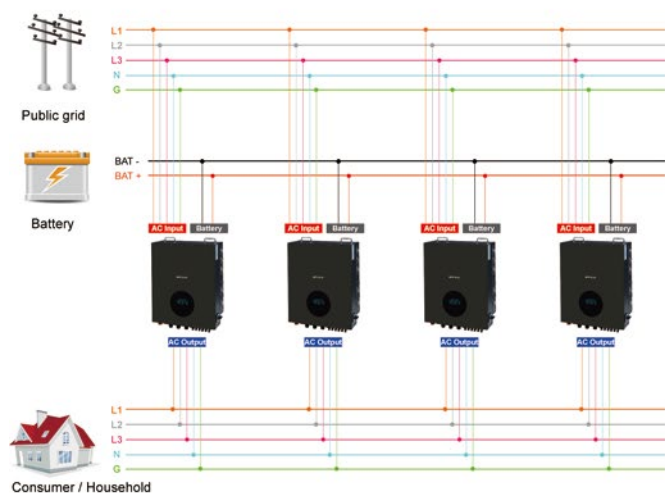 L1
L2
L3
N
G
Public grid
BAT -
BAT +
Battery
AC Input Battery AC Input Battery AC Input Battery AC Input Battery
AC Output AC Output AC Output AC Output
L1
L2
L3
N
G
Consumer / Household